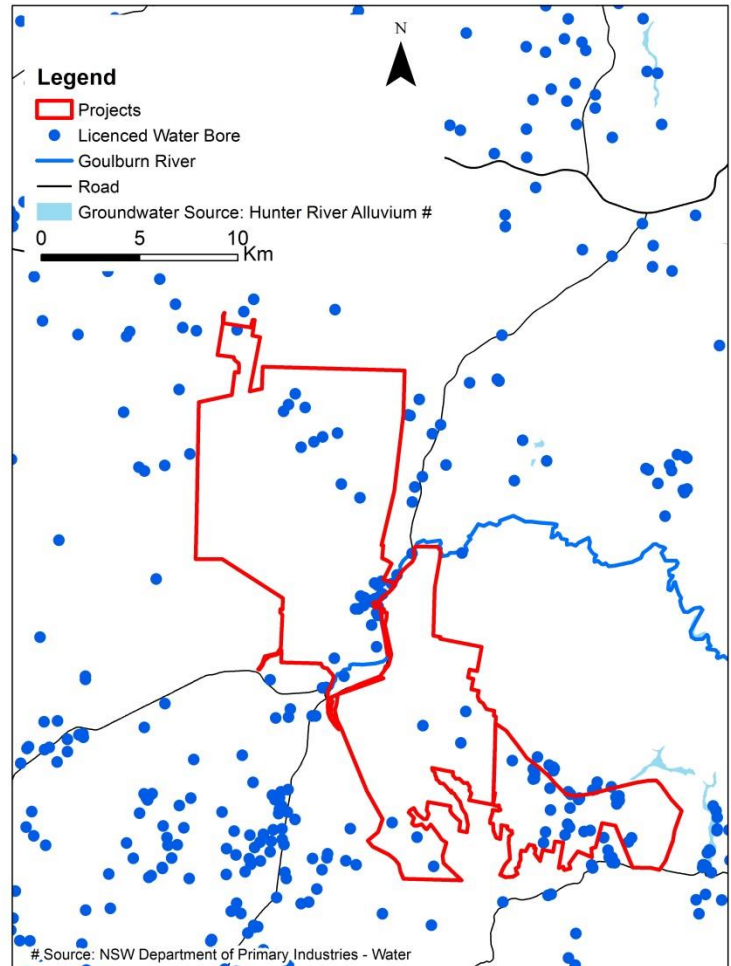 N
Legend
Projects
Licenced Water Bore
Goulburn River
Road
Groundwater Source: Hunter River Alluvium #
0 5 10
Km
# Source: NSW Department of Primary Industries - Water